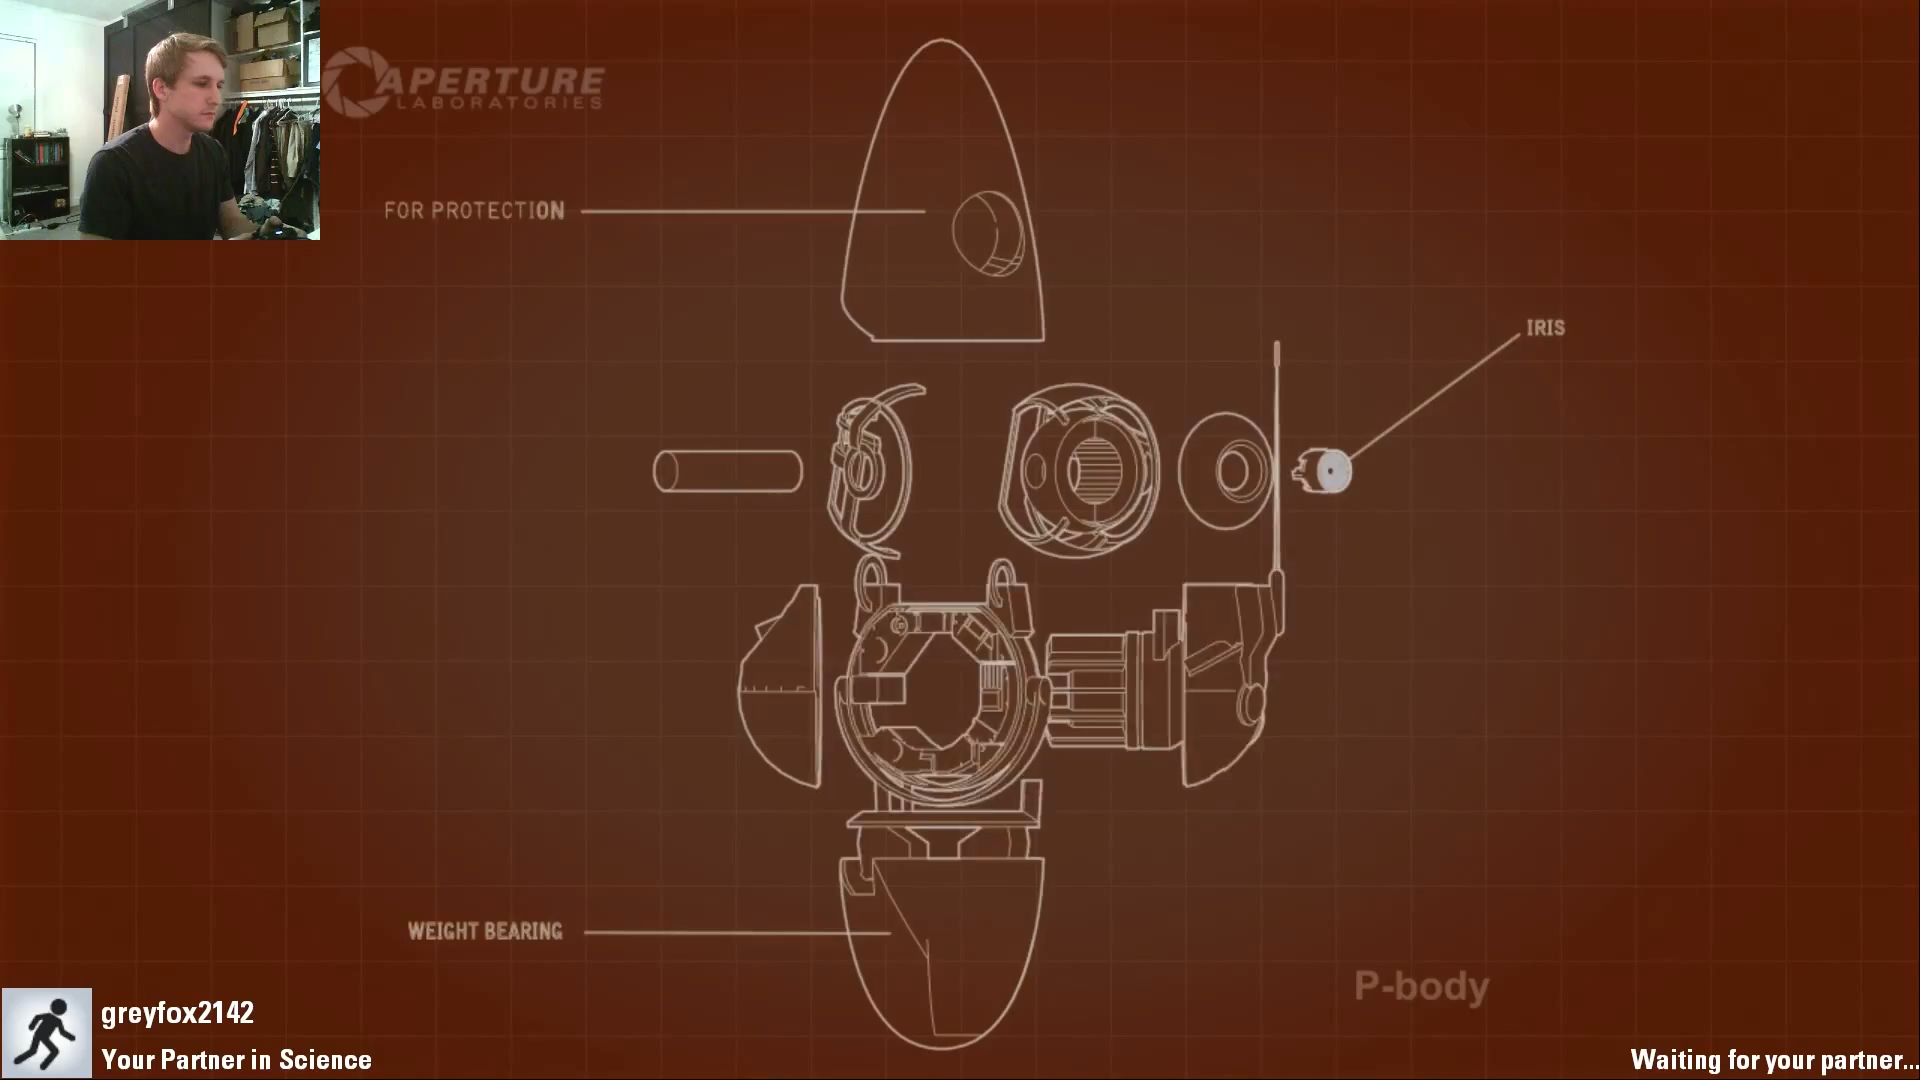 APERTURE
LABORATORIES
FOR PROTECTION
IRIS
WEIGHT BEARING
P-body
greyfox2142
Your Partner in Science
Waiting for your partner...